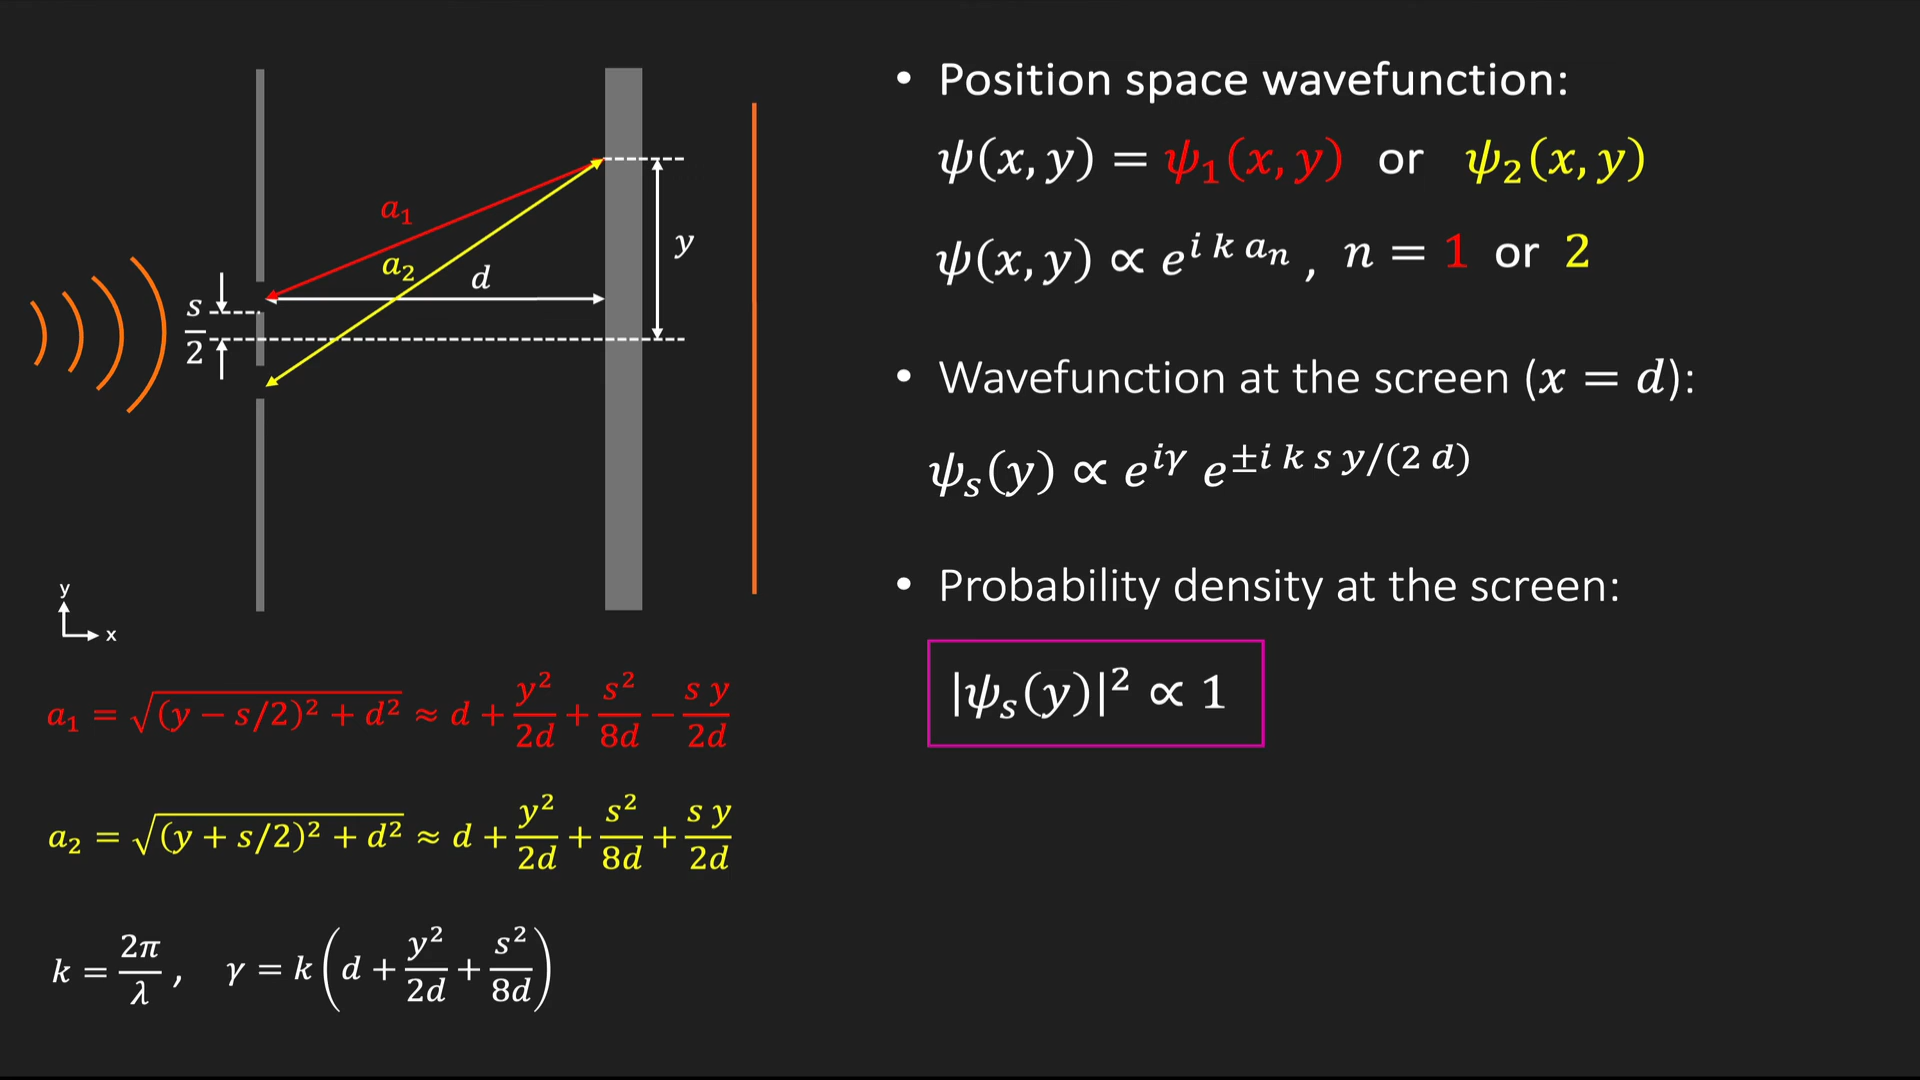 • Position space wavefunction:
ψ(x, y) = ψ₁(x, y) or ψ₂(x, y)
ψ(x, y) ∝ e^{i k aₙ} , n = 1 or 2
• Wavefunction at the screen (x = d):
ψₛ(y) ∝ e^{iγ} e^{±i k s y/(2 d)}
• Probability density at the screen:
|ψₛ(y)|² ∝ 1
a₁
a₂
d
y
s/2
y
x
a₁ = √((y − s/2)² + d²) ≈ d + y²/2d + s²/8d − s y/2d
a₂ = √((y + s/2)² + d²) ≈ d + y²/2d + s²/8d + s y/2d
k = 2π/λ , γ = k(d + y²/2d + s²/8d)